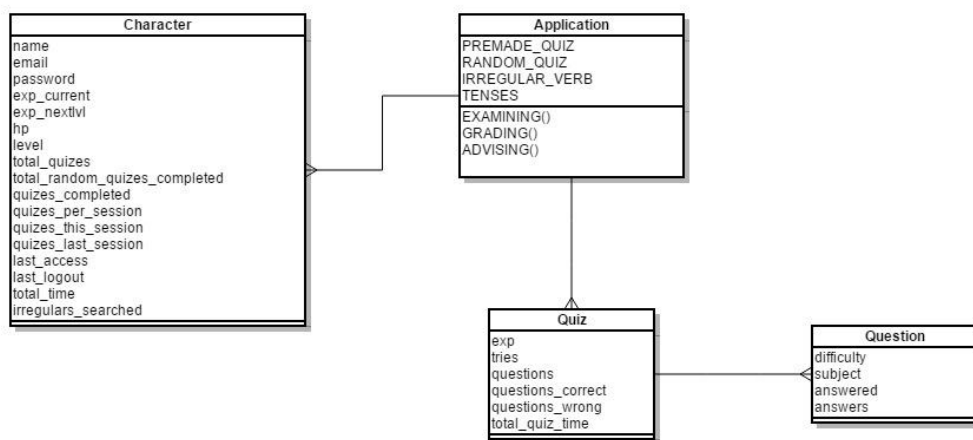 Character
name
email
password
exp_current
exp_nextlvl
hp
level
total_quizes
total_random_quizes_completed
quizes_completed
quizes_per_session
quizes_this_session
quizes_last_session
last_access
last_logout
total_time
irregulars_searched
Application
PREMADE_QUIZ
RANDOM_QUIZ
IRREGULAR_VERB
TENSES
EXAMINING()
GRADING()
ADVISING()
Quiz
exp
tries
questions
questions_correct
questions_wrong
total_quiz_time
Question
difficulty
subject
answered
answers